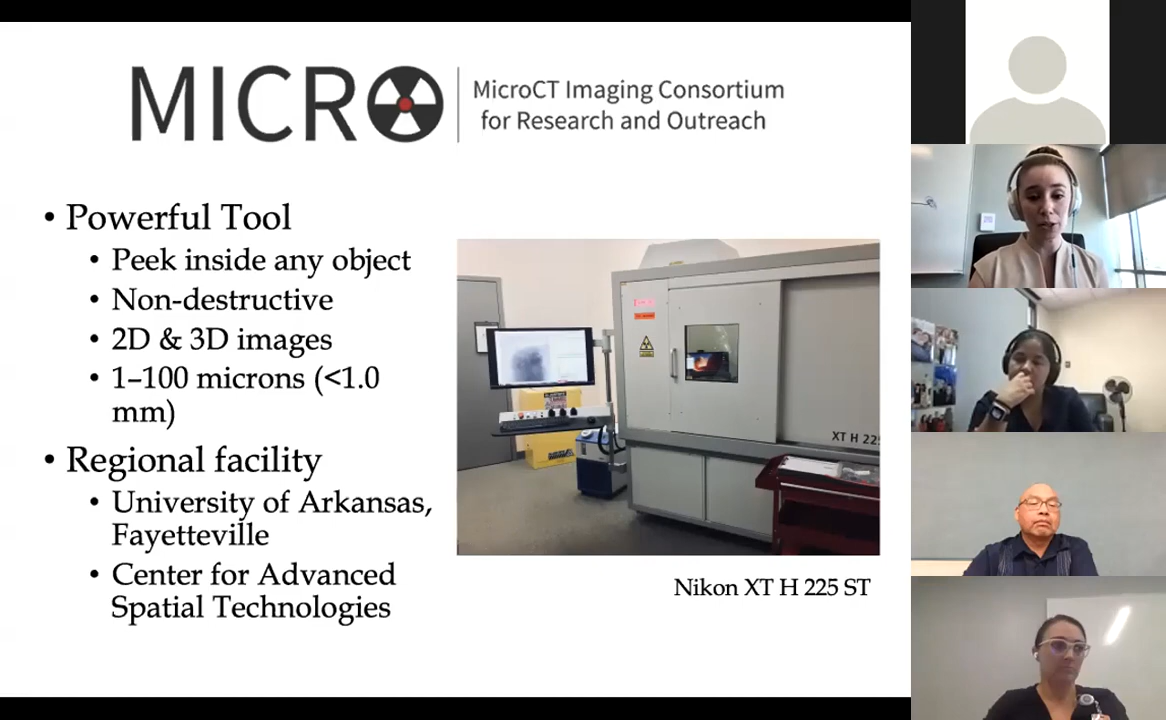 MICRO
MicroCT Imaging Consortium
for Research and Outreach
• Powerful Tool
• Peek inside any object
• Non-destructive
• 2D & 3D images
• 1–100 microns (<1.0
mm)
• Regional facility
• University of Arkansas,
Fayetteville
• Center for Advanced
Spatial Technologies
XT H 225
Nikon XT H 225 ST